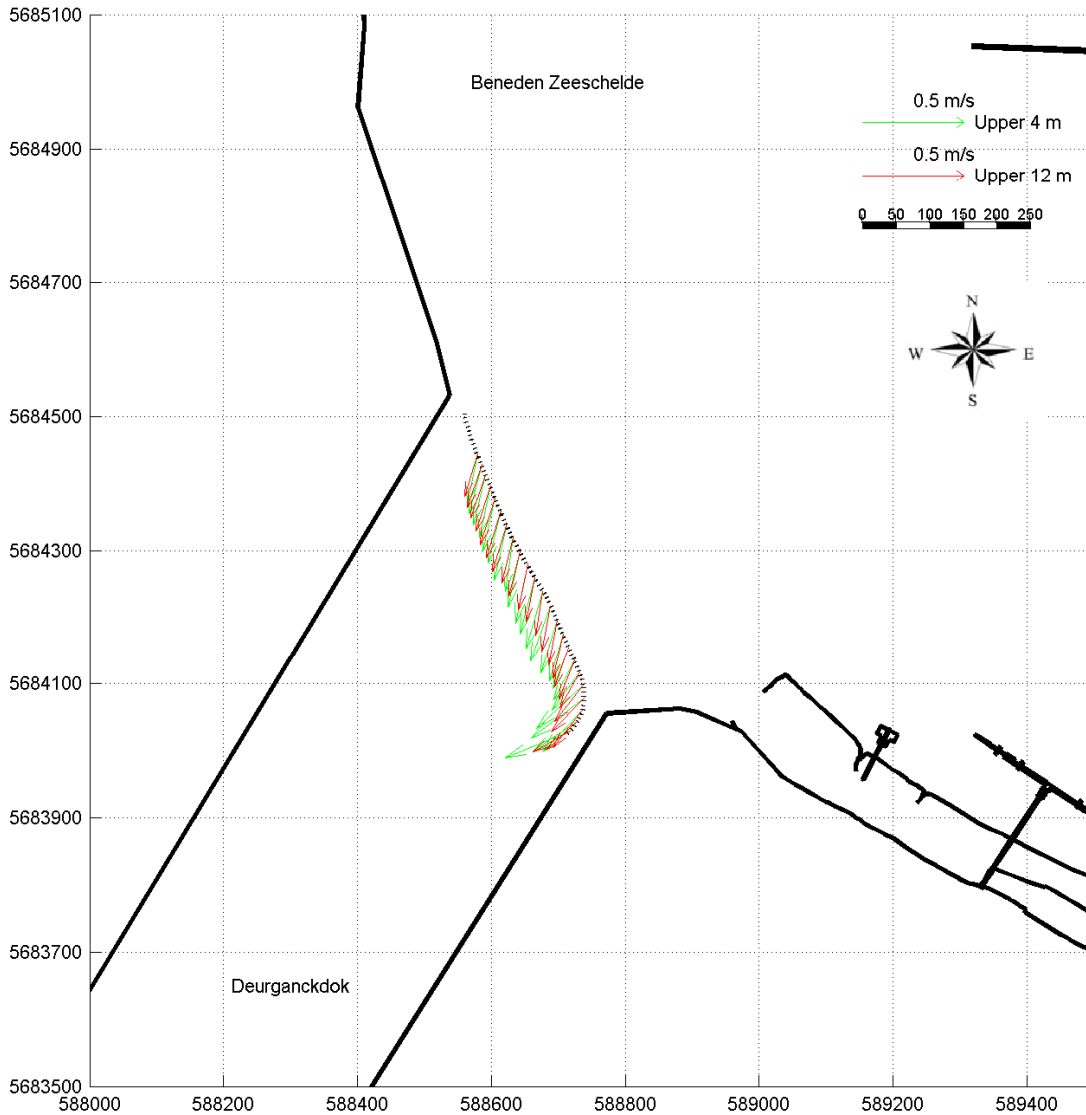 5685100
Beneden Zeeschelde
0.5 m/s
Upper 4 m
5684900
0.5 m/s
Upper 12 m
0 50 100 150 200 250
5684700
N
W E
S
5684500
5684300
5684100
5683900
5683700
Deurganckdok
5683500
588000 588200 588400 588600 588800 589000 589200 589400